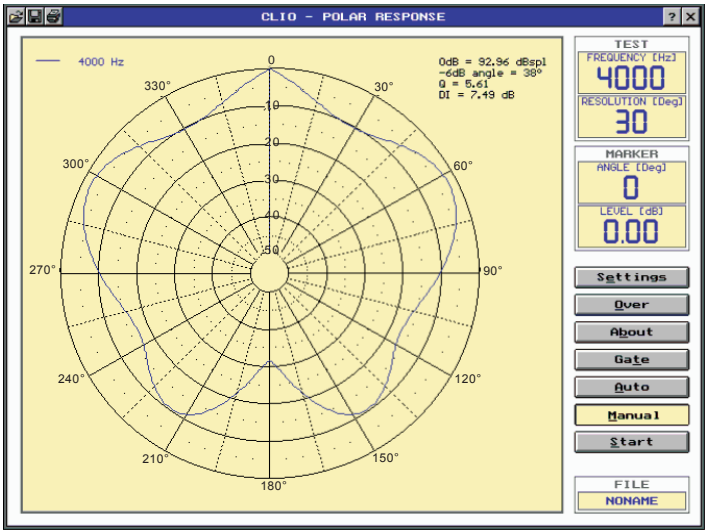 CLIO - POLAR RESPONSE
? X
4000 Hz
0dB = 92.96 dBspl
-6dB angle = 38°
Q = 5.61
DI = 7.49 dB
0
330°
30°
10
300°
20
60°
30
40
50
270°
90°
240°
120°
210°
150°
180°
TEST
FREQUENCY [Hz]
4000
RESOLUTION [Deg]
30
MARKER
ANGLE [Deg]
0
LEVEL [dB]
0.00
Settings
Over
About
Gate
Auto
Manual
Start
FILE
NONAME